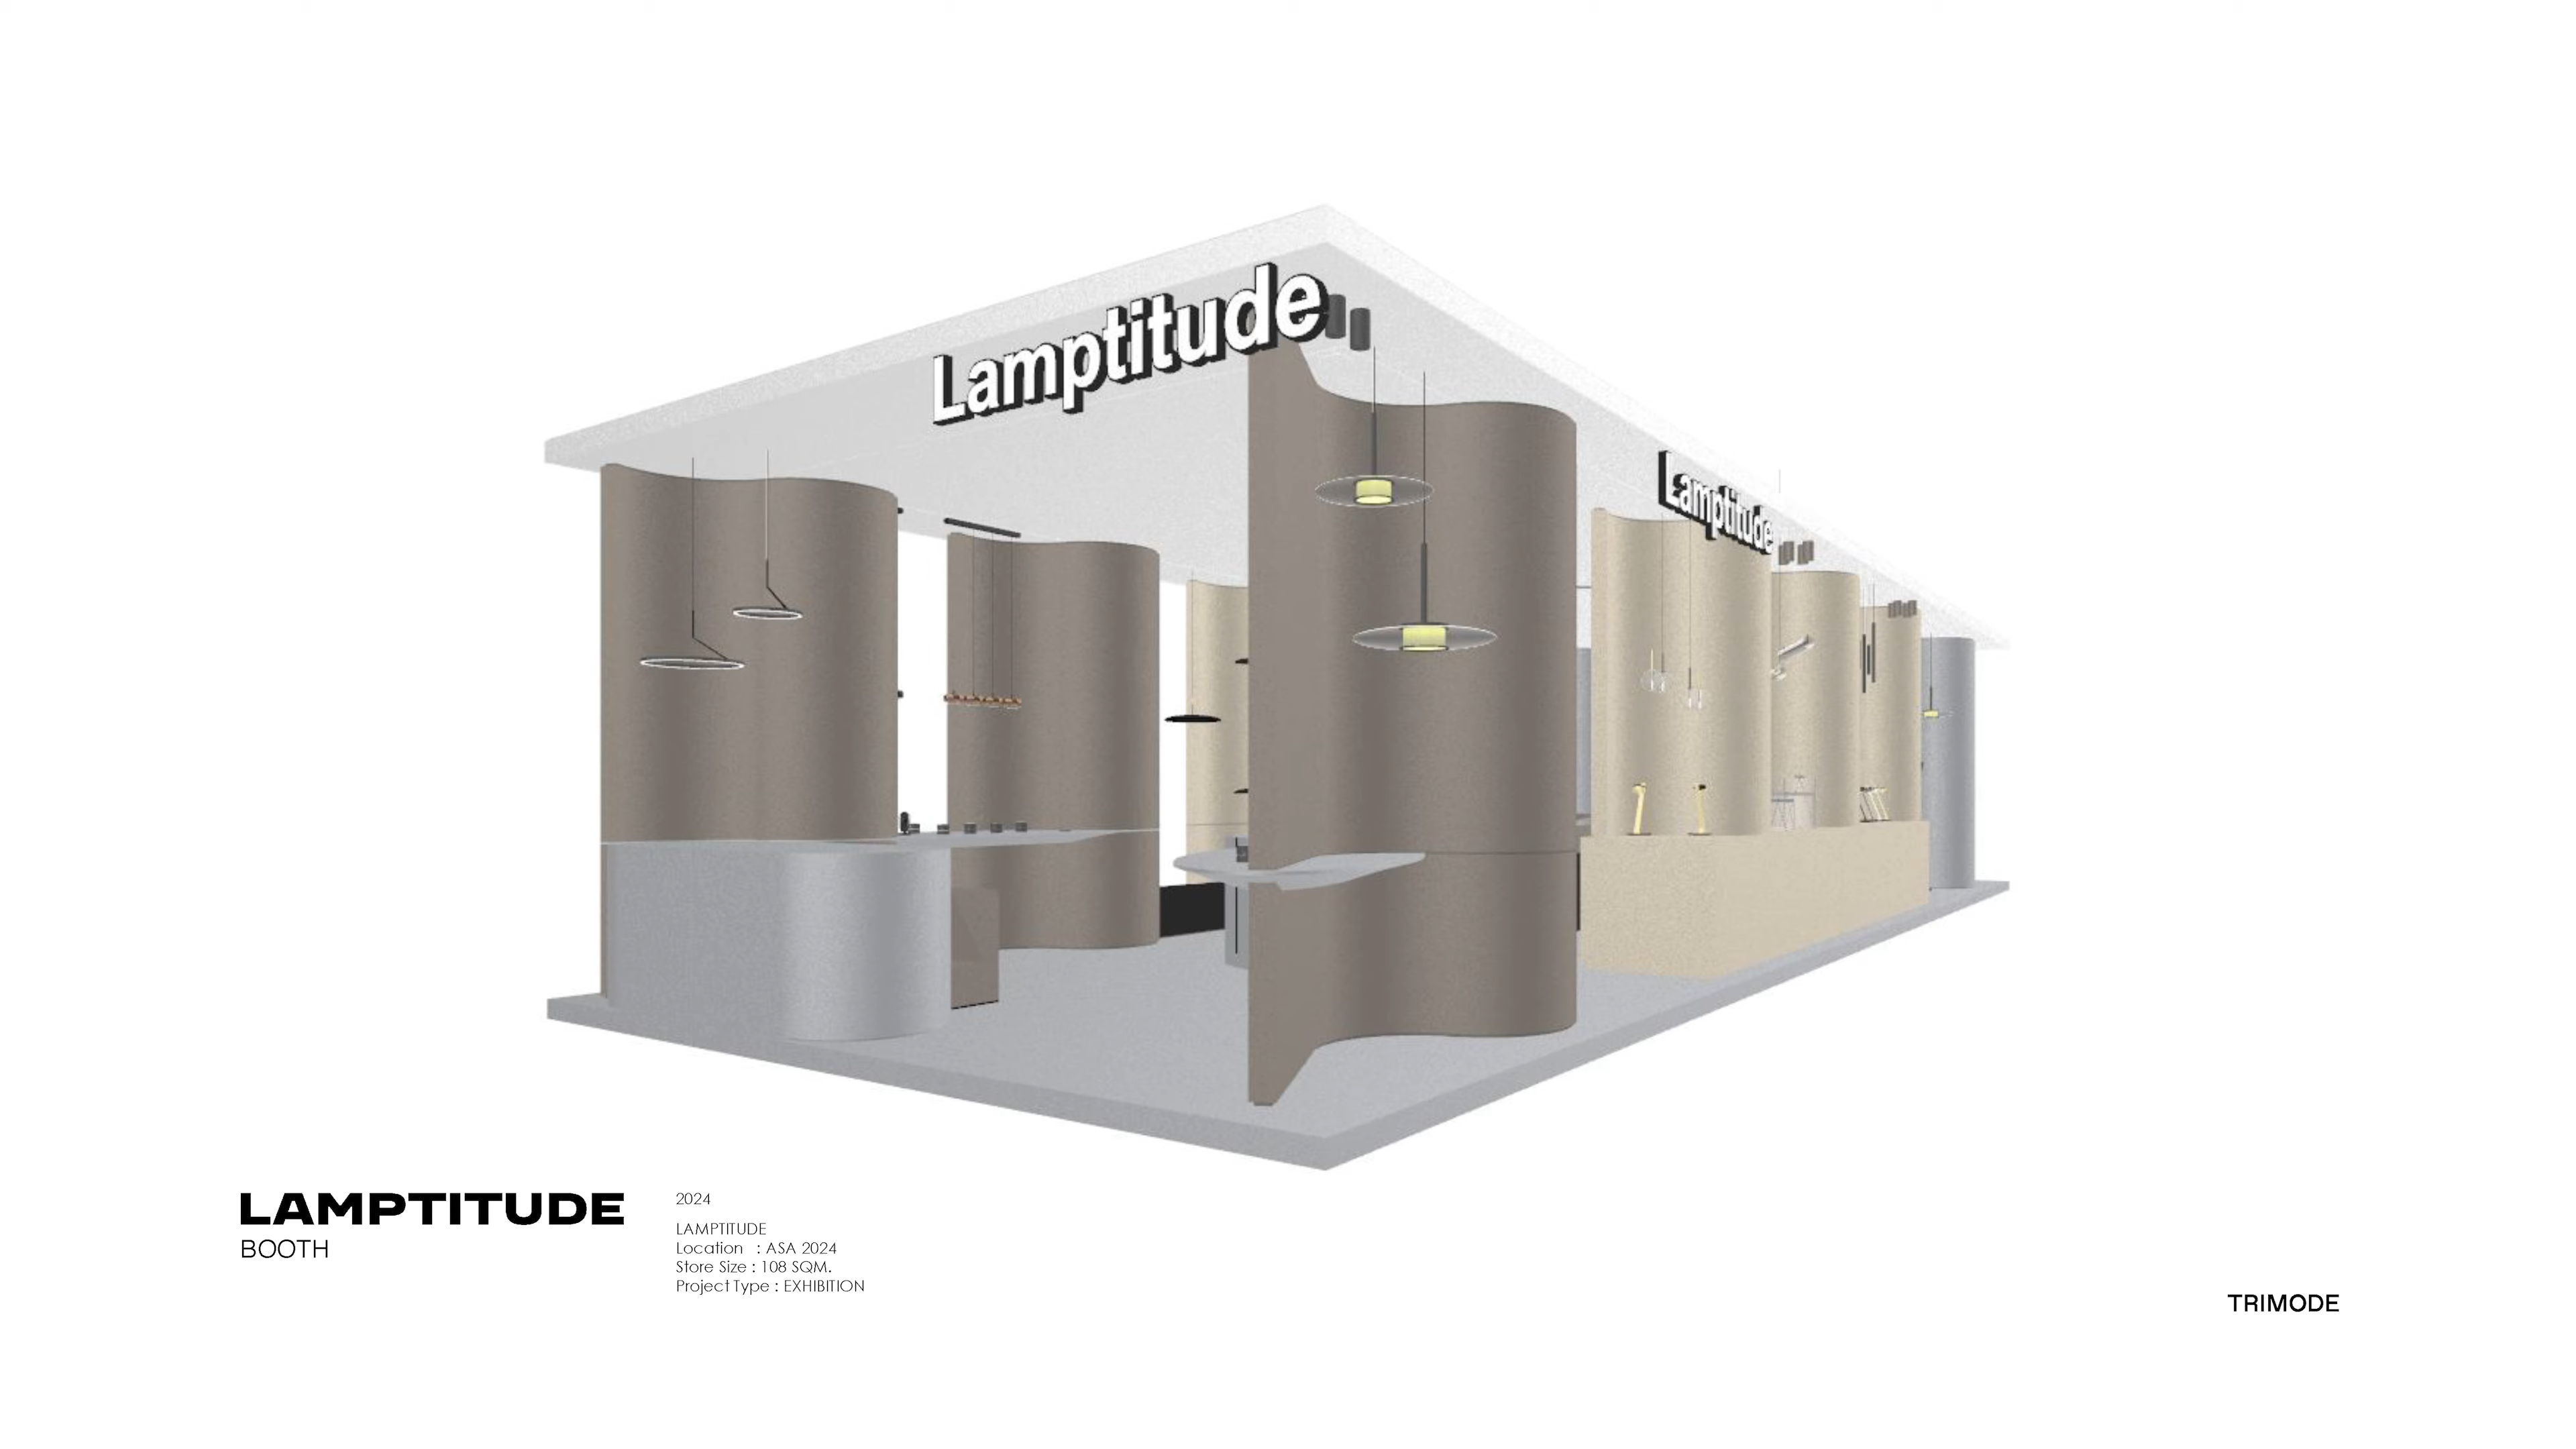 Lamptitude
Lamptitude
LAMPTITUDE
BOOTH
2024
LAMPTITUDE
Location : ASA 2024
Store Size : 108 SQM.
Project Type : EXHIBITION
TRIMODE